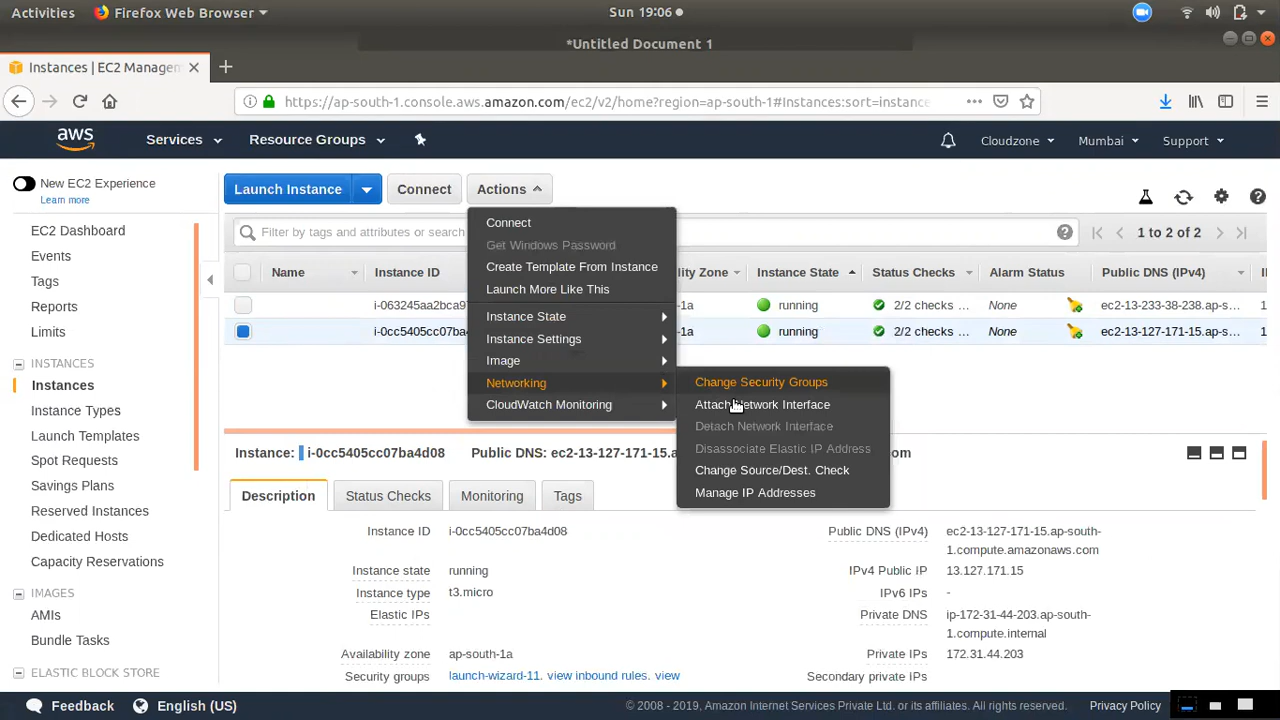 Activities
Firefox Web Browser
Sun 19:06
*Untitled Document 1
Instances | EC2 Managem
https://ap-south-1.console.aws.amazon.com/ec2/v2/home?region=ap-south-1#Instances:sort=instance
aws
Services
Resource Groups
Cloudzone
Mumbai
Support
New EC2 Experience
Learn more
Launch Instance
Connect
Actions
EC2 Dashboard
Events
Tags
Reports
Limits
INSTANCES
Instances
Instance Types
Launch Templates
Spot Requests
Savings Plans
Reserved Instances
Dedicated Hosts
Capacity Reservations
IMAGES
AMIs
Bundle Tasks
ELASTIC BLOCK STORE
Filter by tags and attributes or search
1 to 2 of 2
Name
Instance ID
lity Zone
Instance State
Status Checks
Alarm Status
Public DNS (IPv4)
i-063245aa2bca9
-1a
running
2/2 checks ...
None
ec2-13-233-38-238.ap-s...
i-0cc5405cc07ba4
-1a
running
2/2 checks ...
None
ec2-13-127-171-15.ap-s...
Connect
Get Windows Password
Create Template From Instance
Launch More Like This
Instance State
Instance Settings
Image
Networking
CloudWatch Monitoring
Change Security Groups
Attach Network Interface
Detach Network Interface
Disassociate Elastic IP Address
Change Source/Dest. Check
Manage IP Addresses
Instance: i-0cc5405cc07ba4d08
Public DNS: ec2-13-127-171-15.a
om
Description
Status Checks
Monitoring
Tags
Instance ID i-0cc5405cc07ba4d08
Instance state running
Instance type t3.micro
Elastic IPs
Availability zone ap-south-1a
Security groups launch-wizard-11. view inbound rules. view
Public DNS (IPv4) ec2-13-127-171-15.ap-south-
1.compute.amazonaws.com
IPv4 Public IP 13.127.171.15
IPv6 IPs -
Private DNS ip-172-31-44-203.ap-south-
1.compute.internal
Private IPs 172.31.44.203
Secondary private IPs
Feedback
English (US)
© 2008 - 2019, Amazon Internet Services Private Ltd. or its affiliates. All rights reserved.
Privacy Policy